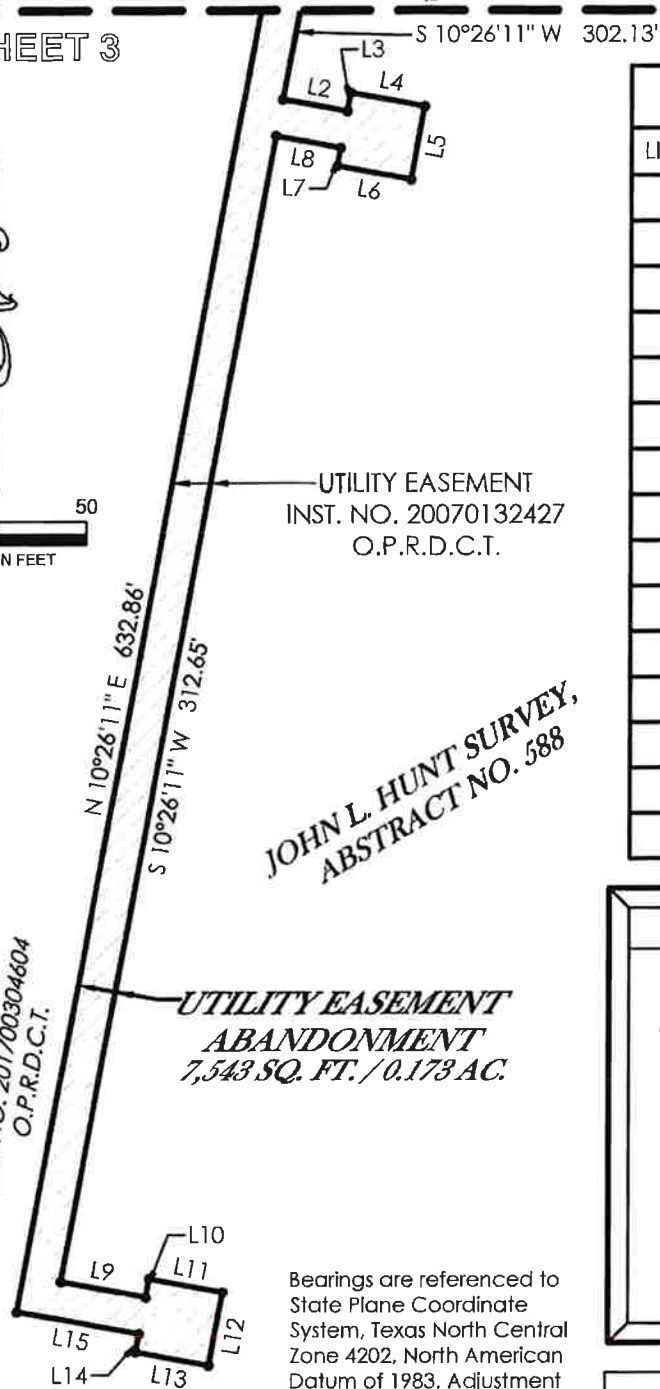 HEET 3
S 10°26'11" W 302.13'
L3
L2
L4
L5
L8
L7
L6
50
N FEET
UTILITY EASEMENT
INST. NO. 20070132427
O.P.R.D.C.T.
N 10°26'11" E 632.86'
S 10°26'11" W 312.65'
JOHN L. HUNT SURVEY,
ABSTRACT NO. 588
NO. 201700304604
O.P.R.D.C.T.
UTILITY EASEMENT
ABANDONMENT
7,543 SQ. FT. / 0.173 AC.
L10
L9
L11
L12
L15
L14
L13
Bearings are referenced to
State Plane Coordinate
System, Texas North Central
Zone 4202, North American
Datum of 1983, Adjustment